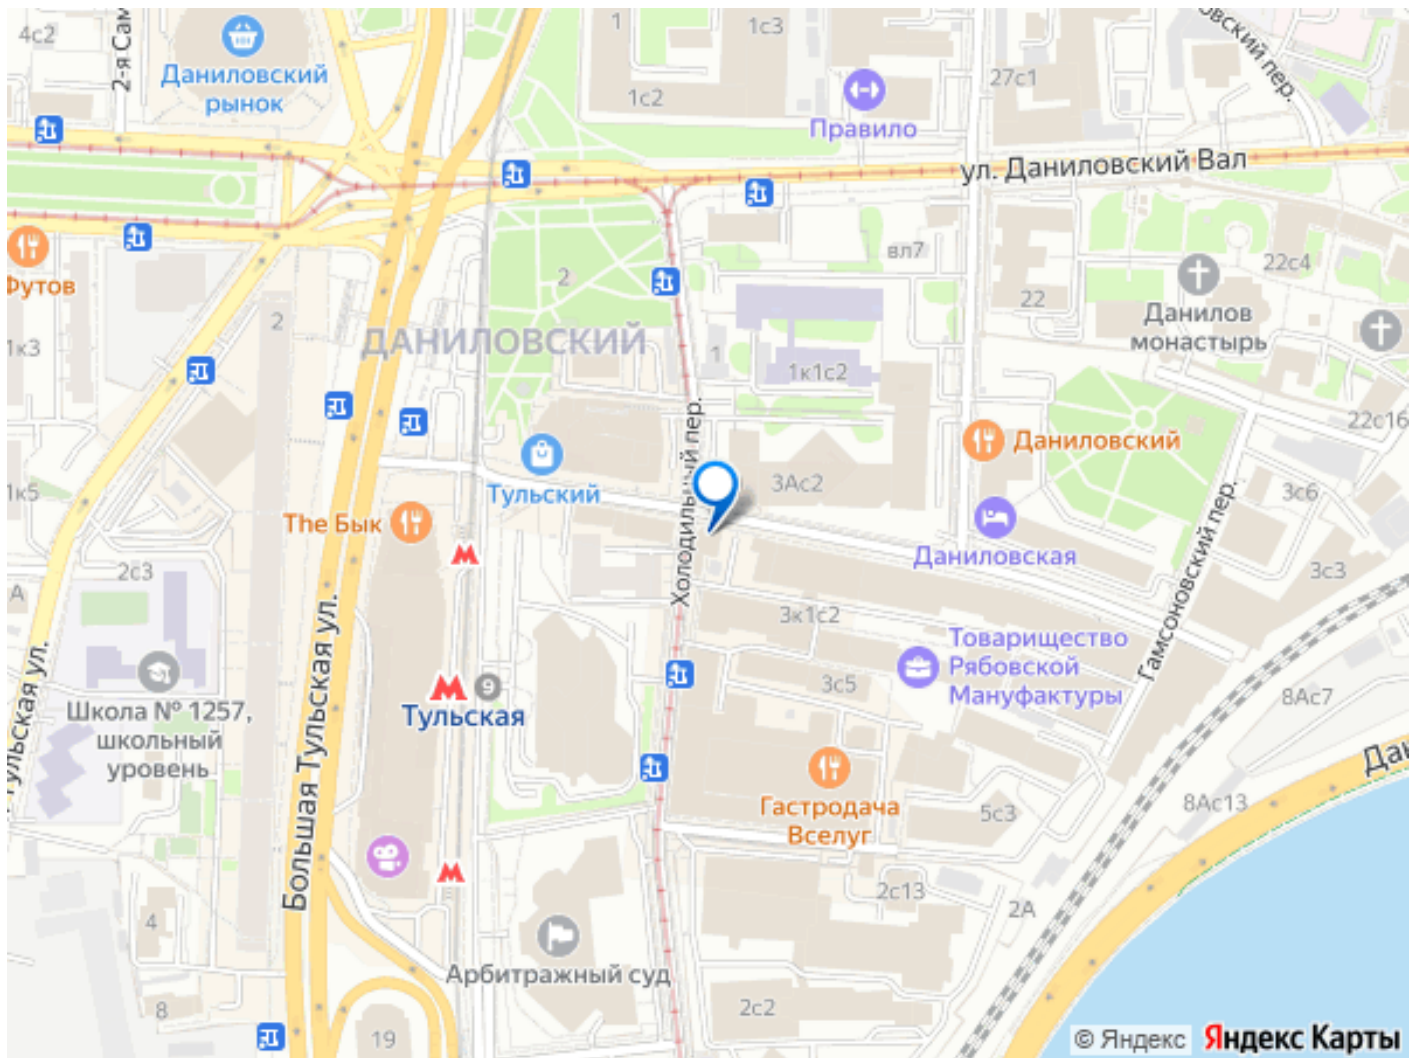 4с2
2-я Сам
Даниловский
рынок
1
1с3
1с2
Правило
27с1
овский пер.
ул. Даниловский Вал
Футов
1к3
2
2
ДАНИЛОВСКИЙ
вл7
22
22с4
Данилов
монастырь
1
1к1с2
Холодильный пер.
22с16
Даниловский
1к5
Тульский
3Ас2
3с6
The Бык
Даниловская
Гамсоновский пер.
2с3
А
3с3
3к1с2
Товарищество
Рябовской
Мануфактуры
3с5
9
Тульская
8Ас7
Школа № 1257,
школьный
уровень
Тульская ул.
Большая Тульская ул.
Дан
Гастродача
Вселуг
5с3
8Ас13
2с13
2А
4
Арбитражный суд
8
19
2с2
© Яндекс Яндекс Карты